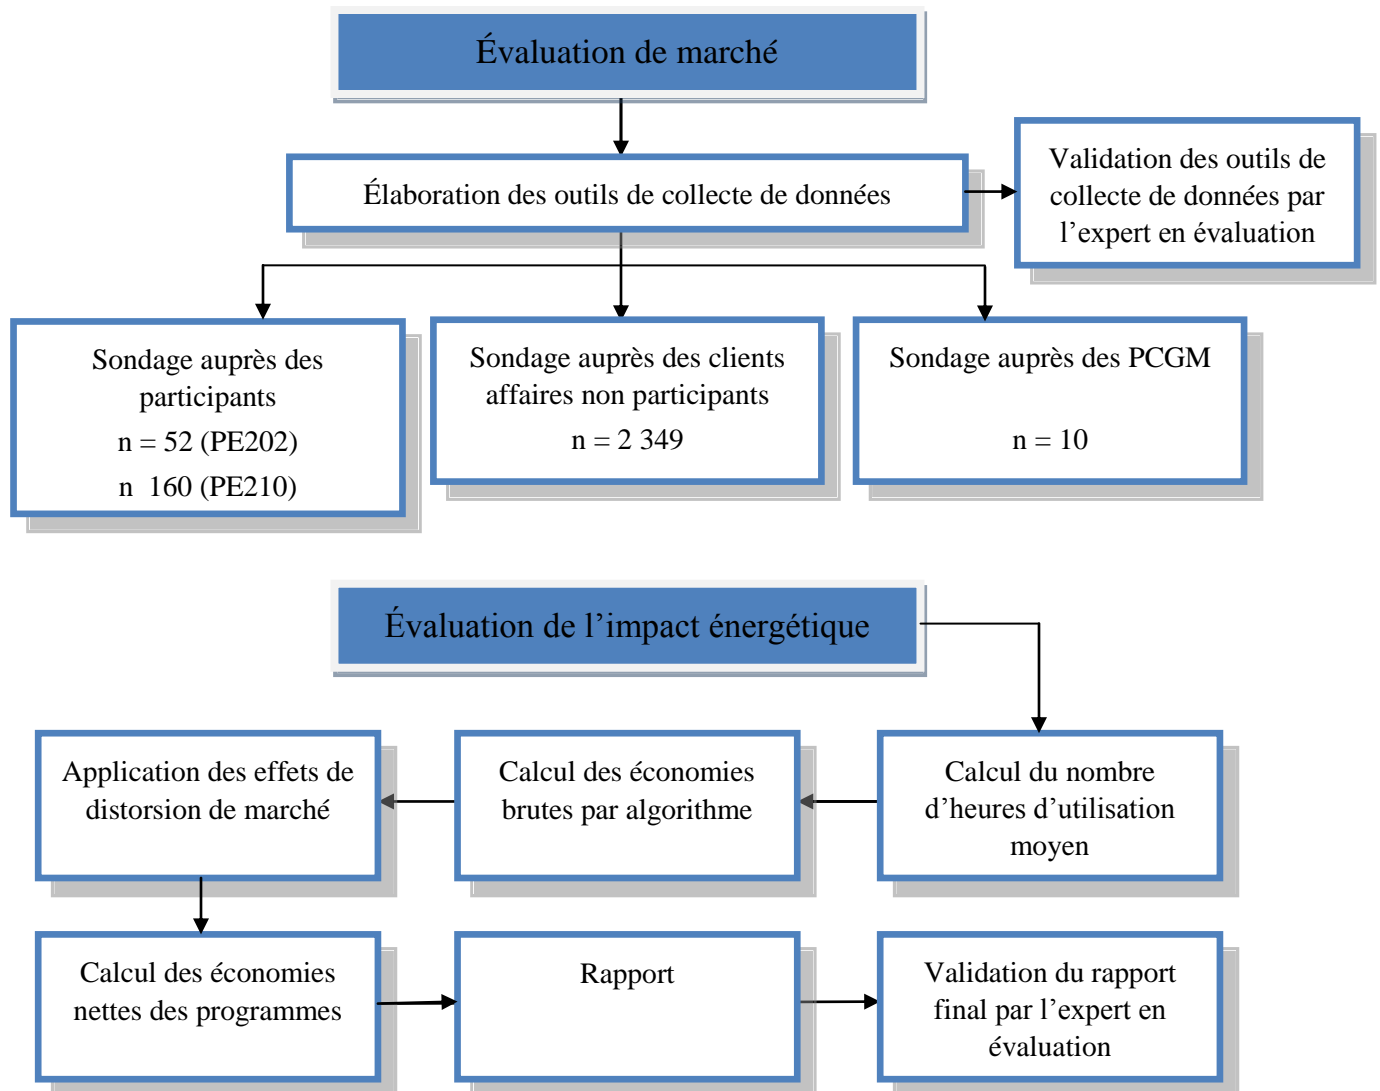 Évaluation de marché
Élaboration des outils de collecte de données
Validation des outils de
collecte de données par
l’expert en évaluation
Sondage auprès des
participants
n = 52 (PE202)
n  160 (PE210)
Sondage auprès des clients
affaires non participants
n = 2 349
Sondage auprès des PCGM
n = 10
Évaluation de l’impact énergétique
Calcul du nombre
d’heures d’utilisation
moyen
Calcul des économies
brutes par algorithme
Application des effets de
distorsion de marché
Calcul des économies
nettes des programmes
Rapport
Validation du rapport
final par l’expert en
évaluation